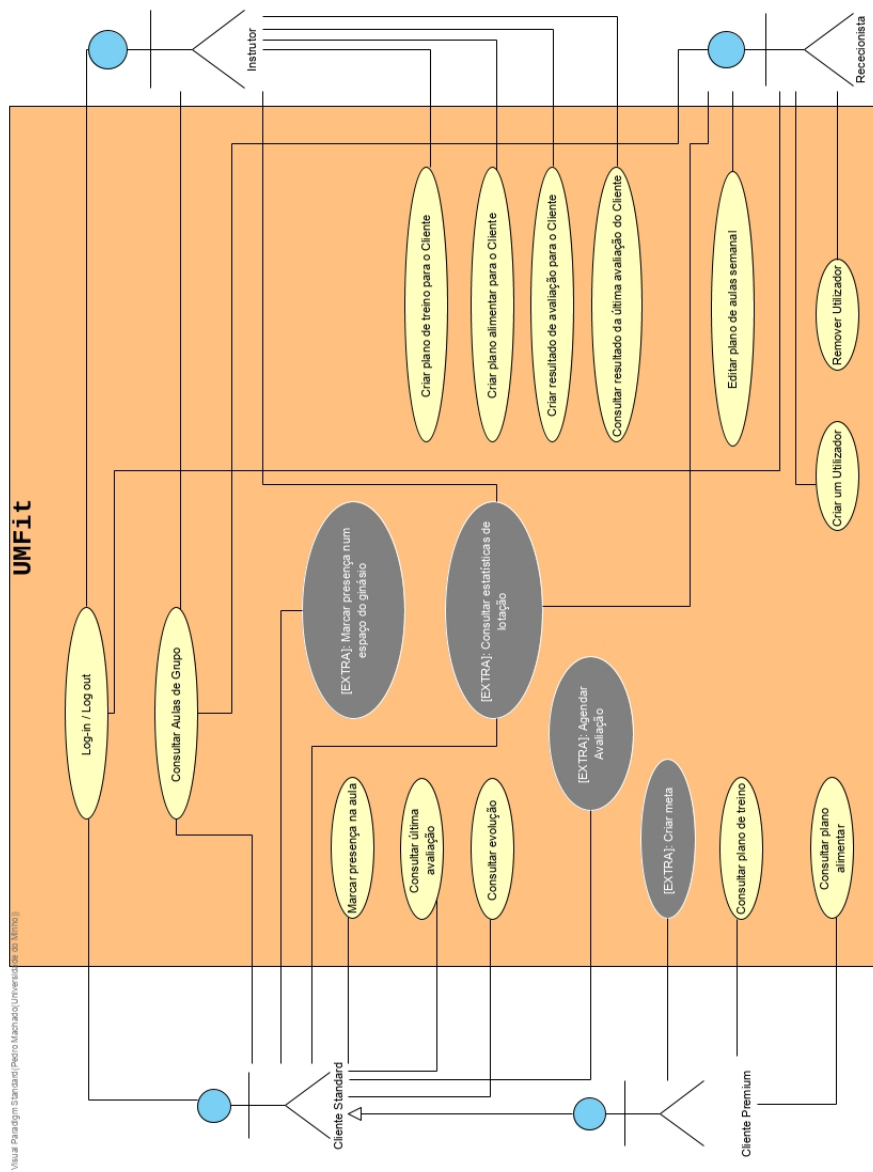 Visual Paradigm Standard(Pedro Machado(Universidade do Minho))
UMFit
Log-in / Log out
Consultar Aulas de Grupo
Instrutor
Cliente Standard
[EXTRA]: Marcar presença num
espaço do ginásio
Marcar presença na aula
Consultar última
avaliação
Consultar evolução
[EXTRA]: Consultar estatísticas de
lotação
Criar plano de treino para o Cliente
Criar plano alimentar para o Cliente
Criar resultado de avaliação para o Cliente
Consultar resultado da última avaliação do Cliente
[EXTRA]: Agendar
Avaliação
[EXTRA]: Criar meta
Consultar plano de treino
Editar plano de aulas semanal
Cliente Premium
Consultar plano
alimentar
Criar um Utilizador
Remover Utilizador
Rececionista